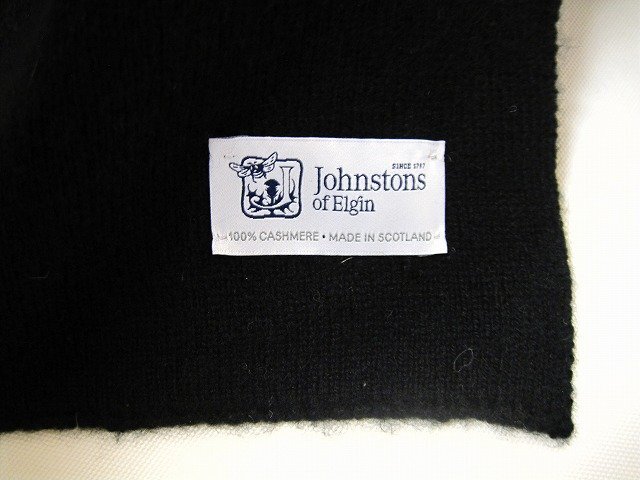 SINCE 1797
Johnstons
of Elgin
100% CASHMERE • MADE IN SCOTLAND